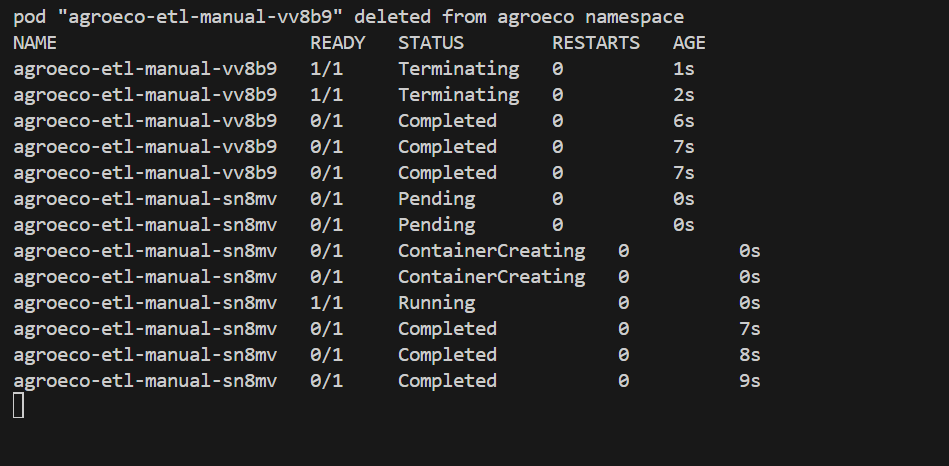 pod "agroeco-etl-manual-vv8b9" deleted from agroeco namespace
NAME                       READY   STATUS        RESTARTS   AGE
agroeco-etl-manual-vv8b9   1/1     Terminating   0          1s
agroeco-etl-manual-vv8b9   1/1     Terminating   0          2s
agroeco-etl-manual-vv8b9   0/1     Completed     0          6s
agroeco-etl-manual-vv8b9   0/1     Completed     0          7s
agroeco-etl-manual-vv8b9   0/1     Completed     0          7s
agroeco-etl-manual-sn8mv   0/1     Pending       0          0s
agroeco-etl-manual-sn8mv   0/1     Pending       0          0s
agroeco-etl-manual-sn8mv   0/1     ContainerCreating   0          0s
agroeco-etl-manual-sn8mv   0/1     ContainerCreating   0          0s
agroeco-etl-manual-sn8mv   1/1     Running             0          0s
agroeco-etl-manual-sn8mv   0/1     Completed           0          7s
agroeco-etl-manual-sn8mv   0/1     Completed           0          8s
agroeco-etl-manual-sn8mv   0/1     Completed           0          9s